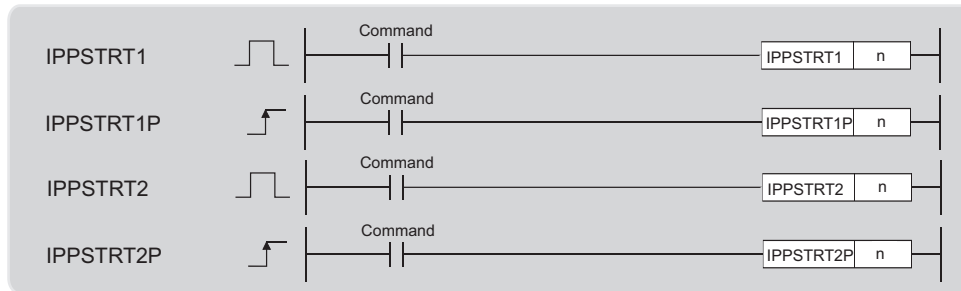 Command
IPPSTRT1 IPPSTRT1 n
Command
IPPSTRT1P IPPSTRT1P n
Command
IPPSTRT2 IPPSTRT2 n
Command
IPPSTRT2P IPPSTRT2P n